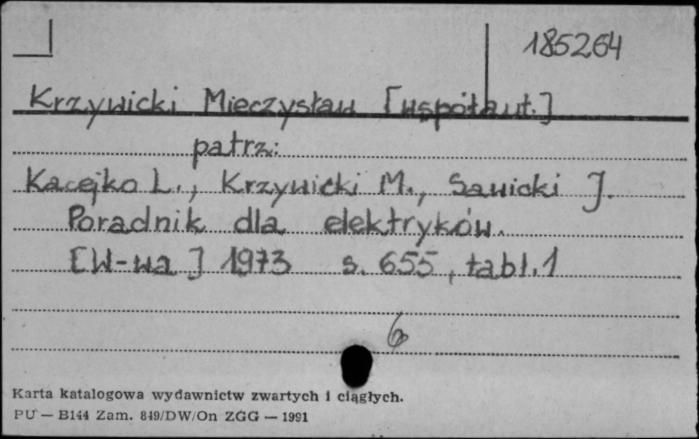 185264
Krzywicki Mieczysław [współaut.]
patrz:
Kacejko L., Krzywicki M., Sawicki J.
Poradnik dla elektryków.
[W-wa] 1973 s. 655, tabl. 1
6
Karta katalogowa wydawnictw zwartych i ciągłych.
PU — B144 Zam. 849/DW/On ZGG — 1991